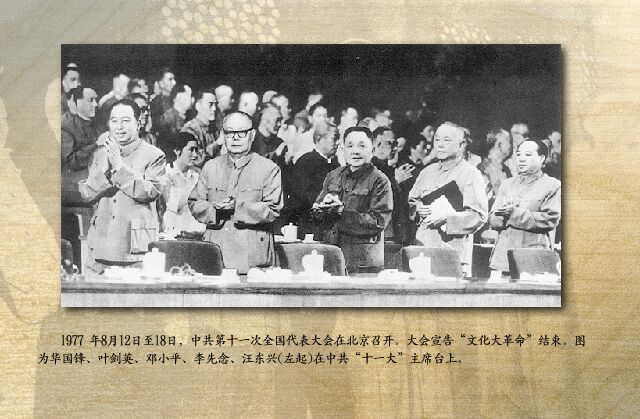 1977 年8月12日至18日，中共第十一次全国代表大会在北京召开。大会宣告“文化大革命”结束。图
为华国锋、叶剑英、邓小平、李先念、汪东兴(左起)在中共“十一大”主席台上。